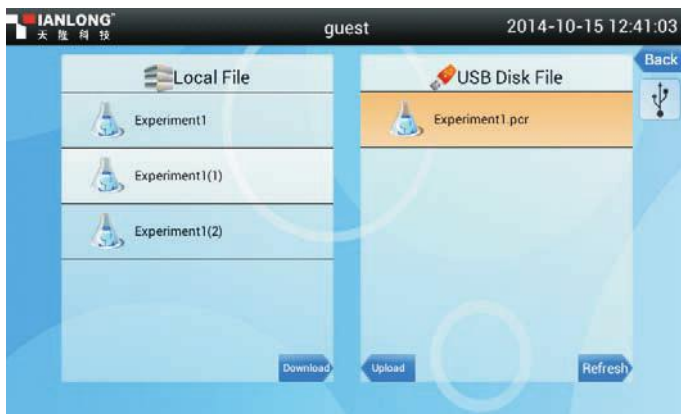 TIANLONG
天隆科技
guest
2014-10-15 12:41:03
Back
Local File
Experiment1
Experiment1(1)
Experiment1(2)
Download
USB Disk File
Experiment1.pcr
Upload
Refresh